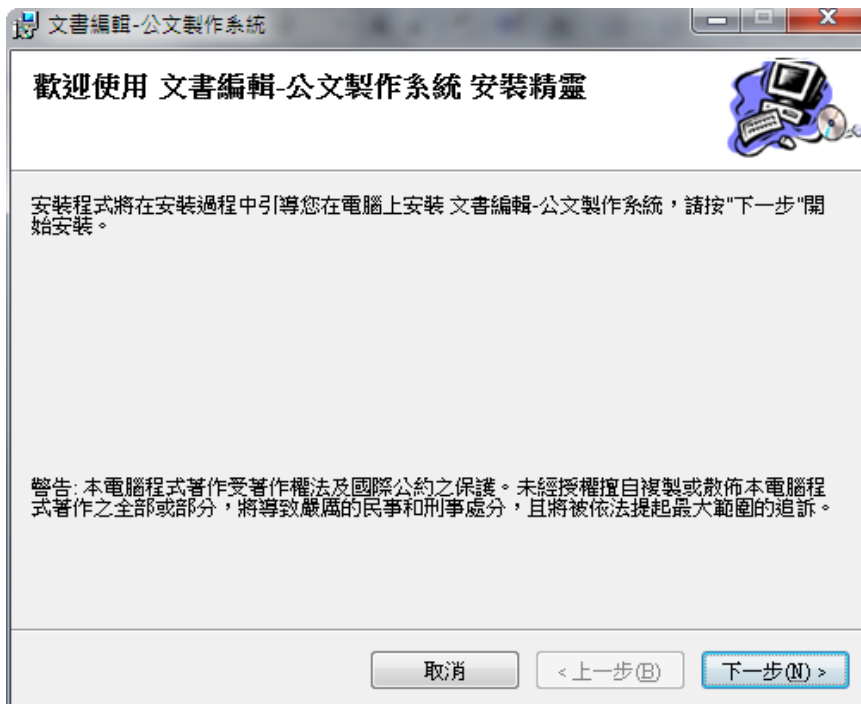 文書編輯-公文製作系統
歡迎使用 文書編輯-公文製作系統 安裝精靈
安裝程式將在安裝過程中引導您在電腦上安裝 文書編輯-公文製作系統，請按"下一步"開
始安裝。
警告: 本電腦程式著作受著作權法及國際公約之保護。未經授權擅自複製或散佈本電腦程
式著作之全部或部分，將導致嚴厲的民事和刑事處分，且將被依法提起最大範圍的追訴。
取消
<上一步(B)
下一步(N) >